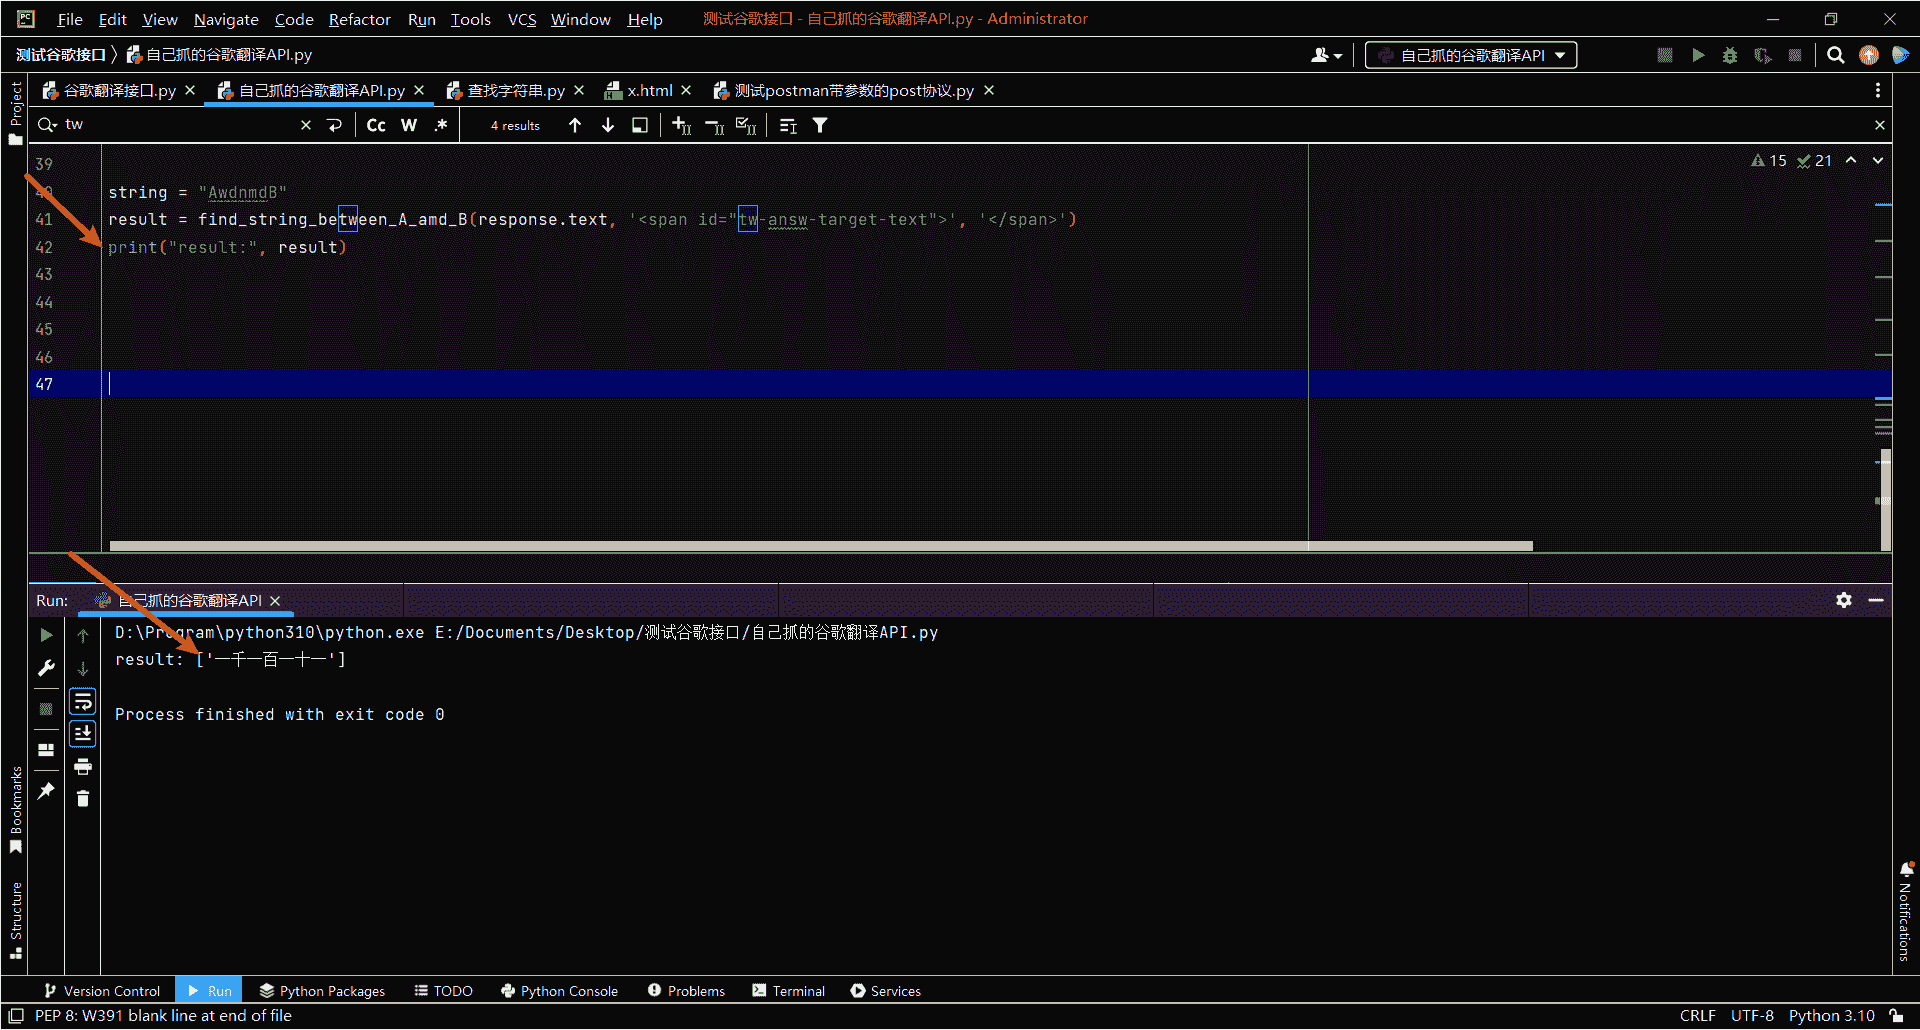 File Edit View Navigate Code Refactor Run Tools VCS Window Help 测试谷歌接口 - 自己抓的谷歌翻译API.py - Administrator
测试谷歌接口 自己抓的谷歌翻译API.py 自己抓的谷歌翻译API
Project
谷歌翻译接口.py 自己抓的谷歌翻译API.py 查找字符串.py x.html 测试postman带参数的post协议.py
tw Cc W .* 4 results
39 15 21
40 string = "AwdnmdB"
41 result = find_string_between_A_amd_B(response.text, '<span id="tw-answ-target-text">', '</span>')
42 print("result:", result)
43
44
45
46
47
Run: 自己抓的谷歌翻译API
D:\Program\python310\python.exe E:/Documents/Desktop/测试谷歌接口/自己抓的谷歌翻译API.py
result: ['一千一百一十一']
Process finished with exit code 0
Bookmarks
Structure
Notifications
Version Control Run Python Packages TODO Python Console Problems Terminal Services
PEP 8: W391 blank line at end of file CRLF UTF-8 Python 3.10